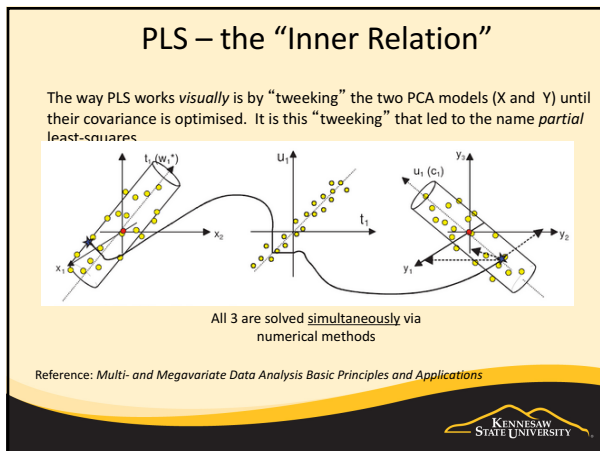 PLS – the “Inner Relation”
The way PLS works visually is by “tweeking” the two PCA models (X and Y) until
their covariance is optimised. It is this “tweeking” that led to the name partial
least-squares
t₁ (w₁*)
x₂
x₁
u₁
t₁
y₃
u₁ (c₁)
y₂
y₁
All 3 are solved simultaneously via
numerical methods
Reference: Multi- and Megavariate Data Analysis Basic Principles and Applications
KENNESAW
STATE UNIVERSITY